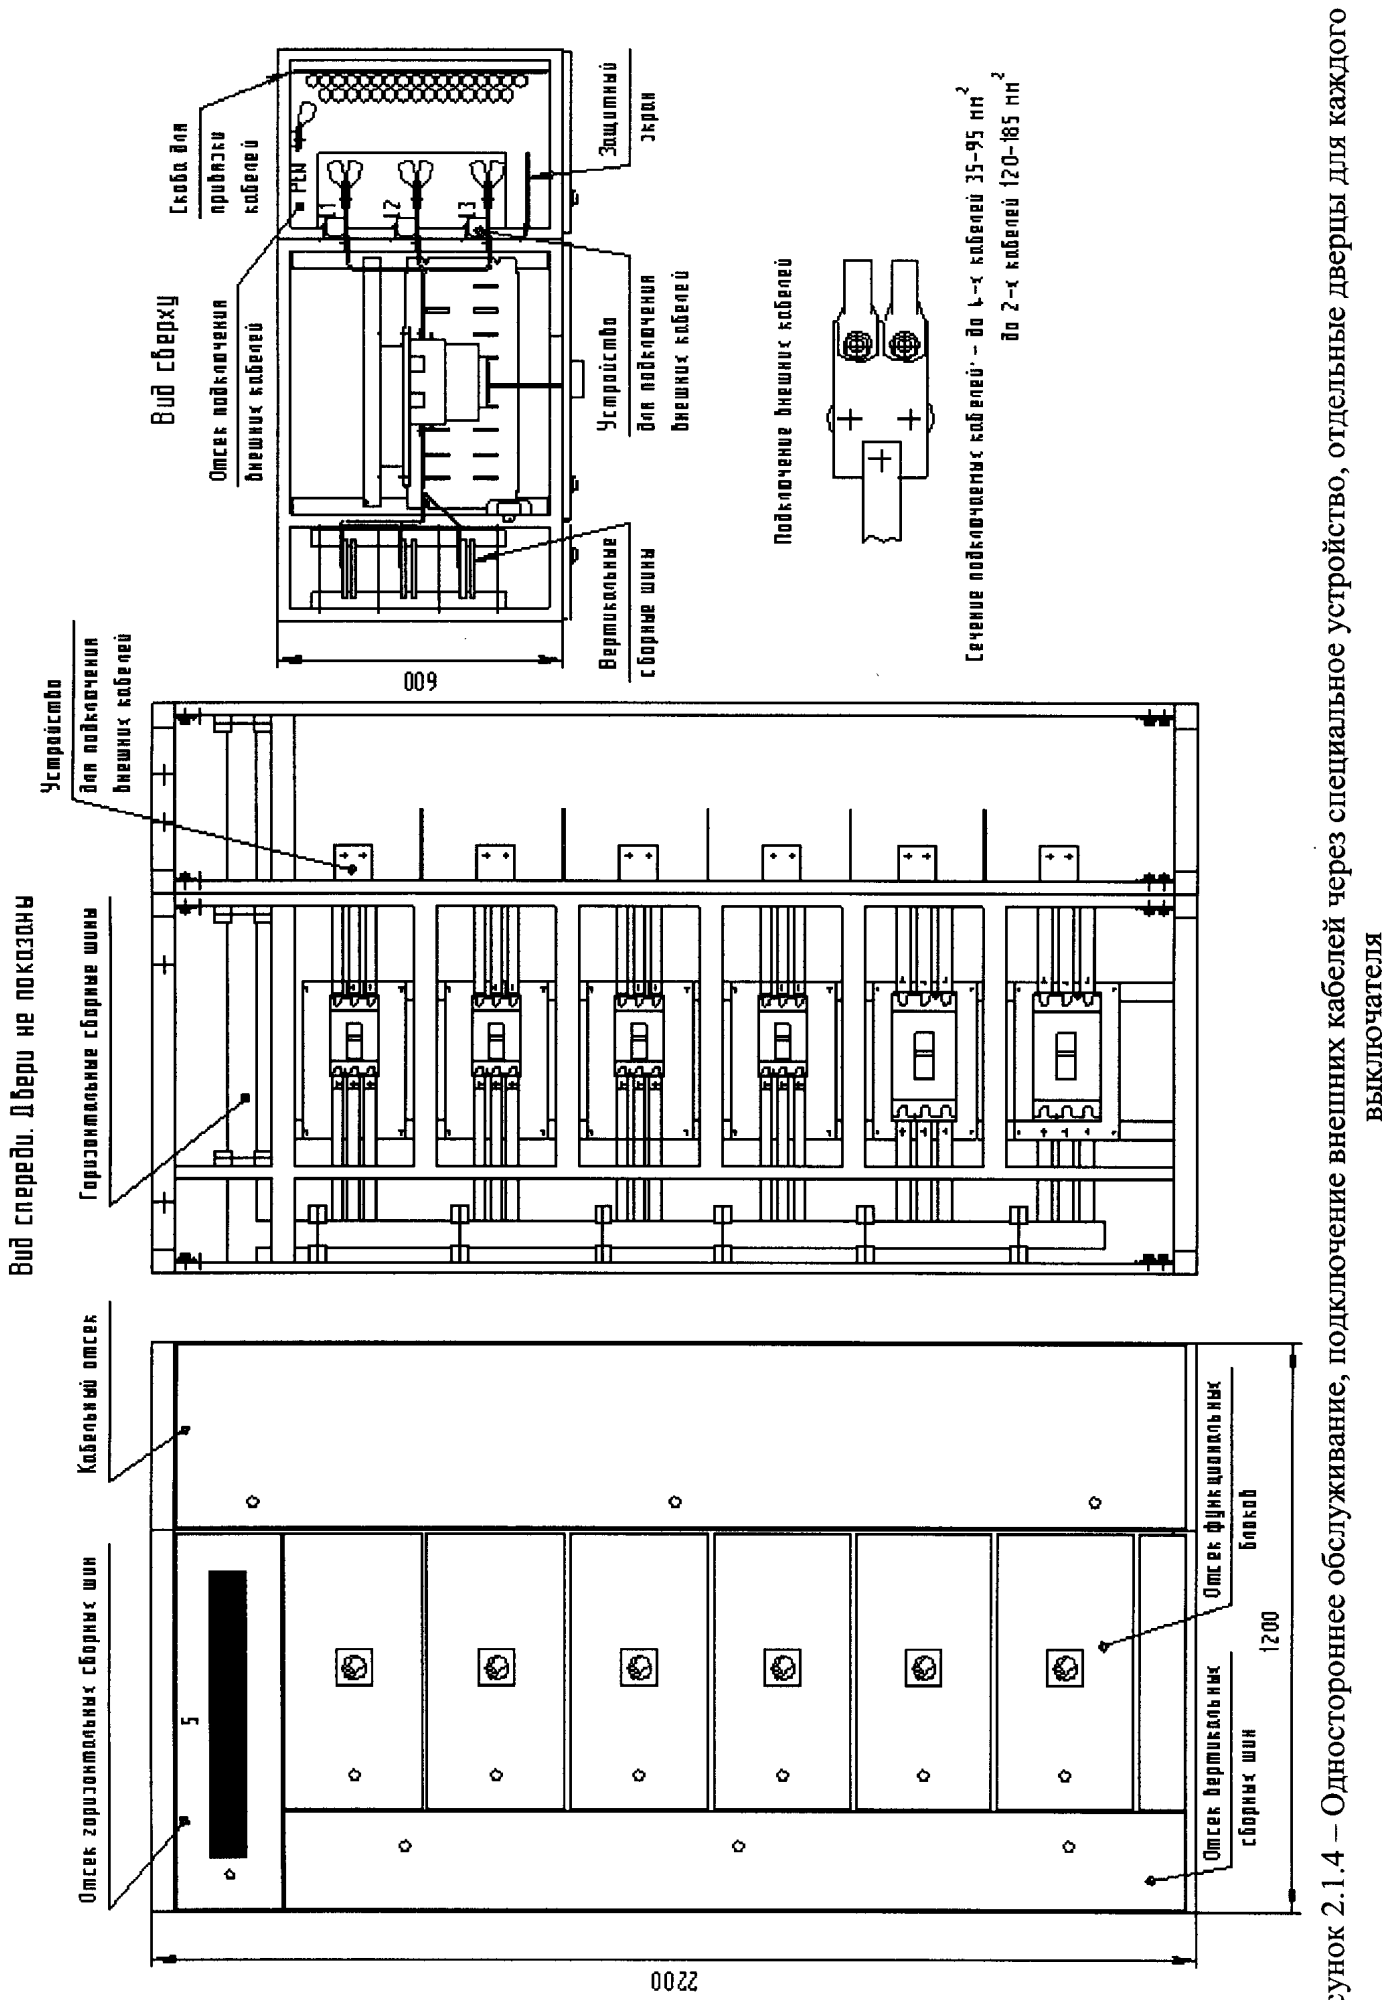 Вид спереди. Двери не показаны
Вид сверху
Отсек горизонтальных сборных шин
Кабельный отсек
Горизонтальные сборные шины
Устройство
для подключения
внешних кабелей
Отсек подключения
внешних кабелей
Скоба для
привязки
кабелей
5
PEN
L1
L2
L3
600
Вертикальные
сборные шины
Устройство
для подключения
внешних кабелей
Защитный
экран
Подключение внешних кабелей
Сечение подключаемых кабелей - до 4-х кабелей 35-95 мм²
до 2-х кабелей 120-185 мм²
2200
Отсек вертикальных
сборных шин
Отсек функциональных
блоков
1200
сунок 2.1.4 – Одностороннее обслуживание, подключение внешних кабелей через специальное устройство, отдельные дверцы для каждого
выключателя